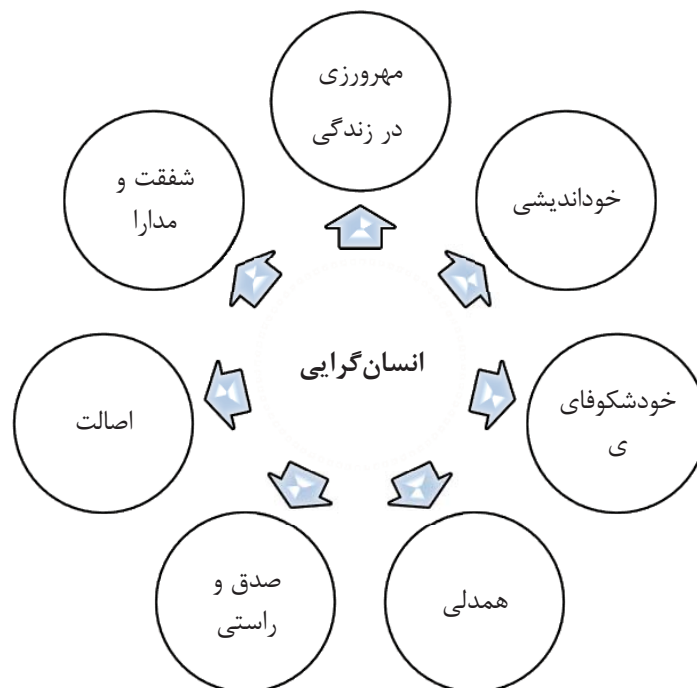 مهرورزی
در زندگی
خوداندیشی
خودشکوفای
ی
همدلی
صدق و
راستی
اصالت
شفقت و
مدارا
انسان‌گرایی